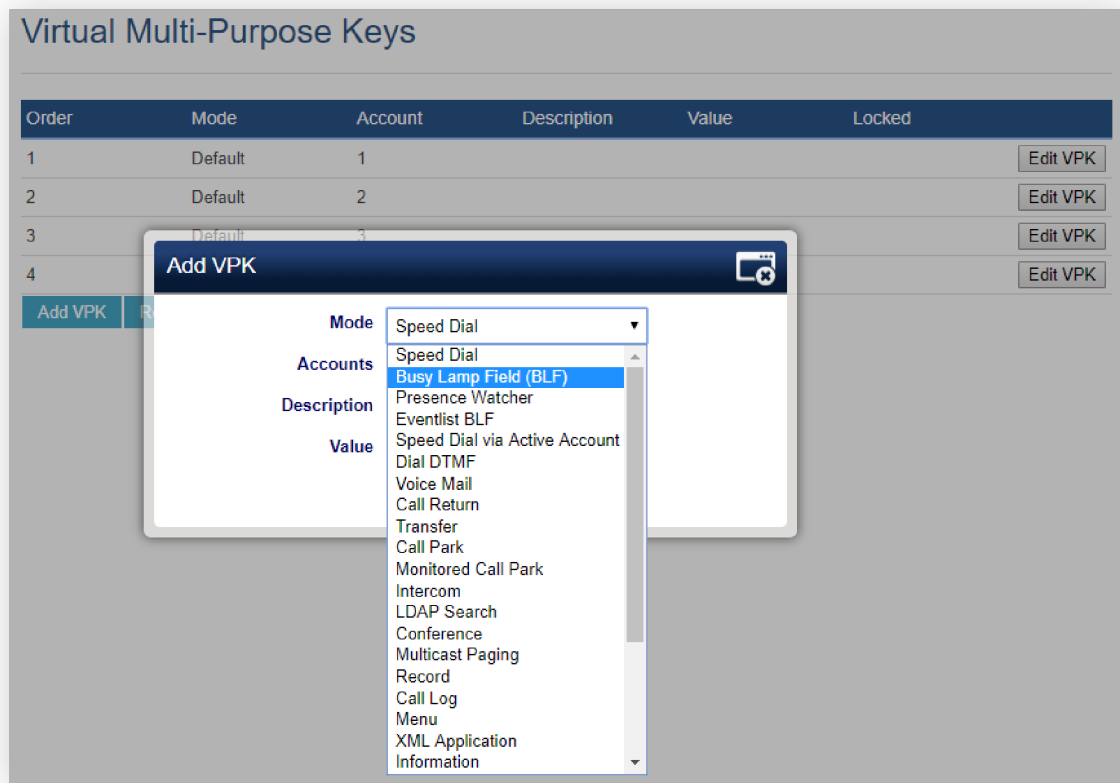 Virtual Multi-Purpose Keys
Order Mode Account Description Value Locked
1 Default 1 Edit VPK
2 Default 2 Edit VPK
3 Default 3 Edit VPK
4 Edit VPK
Add VPK
Add VPK
Mode Speed Dial
Accounts
Description
Value
Speed Dial
Busy Lamp Field (BLF)
Presence Watcher
Eventlist BLF
Speed Dial via Active Account
Dial DTMF
Voice Mail
Call Return
Transfer
Call Park
Monitored Call Park
Intercom
LDAP Search
Conference
Multicast Paging
Record
Call Log
Menu
XML Application
Information